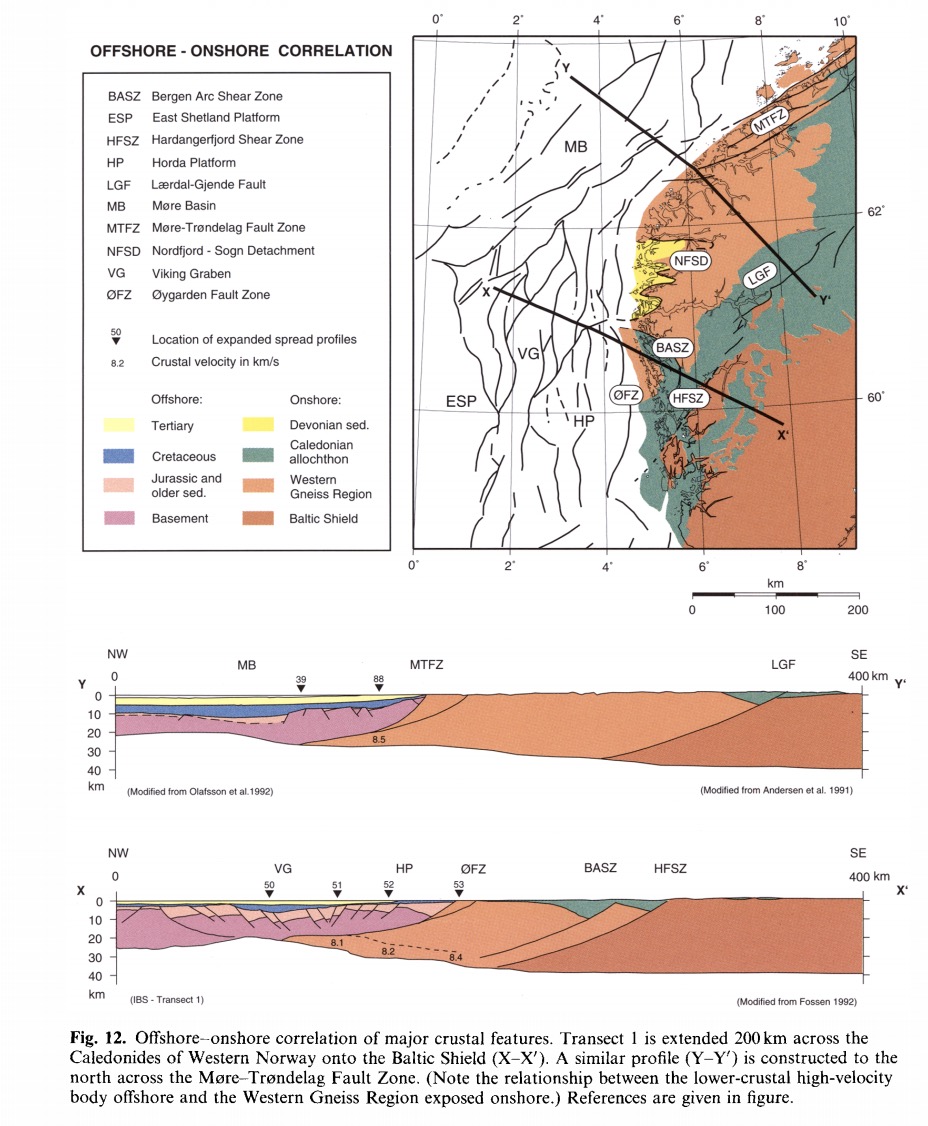 OFFSHORE - ONSHORE CORRELATION
BASZ Bergen Arc Shear Zone
ESP East Shetland Platform
HFSZ Hardangerfjord Shear Zone
HP Horda Platform
LGF Lærdal-Gjende Fault
MB Møre Basin
MTFZ Møre-Trøndelag Fault Zone
NFSD Nordfjord - Sogn Detachment
VG Viking Graben
ØFZ Øygarden Fault Zone
50
Location of expanded spread profiles
8.2 Crustal velocity in km/s
Offshore: Onshore:
Tertiary Devonian sed.
Cretaceous Caledonian
allochthon
Jurassic and
older sed. Western
Gneiss Region
Basement Baltic Shield
0° 2° 4° 6° 8° 10°
Y
MTFZ
MB
62°
NFSD
LGF
Y'
X
BASZ
VG
ESP
ØFZ
HFSZ
60°
HP
X'
0° 2° 4° 6° 8°
km
0 100 200
NW MB MTFZ LGF SE
Y 0 39 88 400 km Y'
0
10
20
30
40
km
8.5
(Modified from Olafsson et al.1992) (Modified from Andersen et al. 1991)
NW VG HP ØFZ BASZ HFSZ SE
X 0 50 51 52 53 400 km X'
0
10
20
30
40
km
8.1
8.2
8.4
(IBS - Transect 1) (Modified from Fossen 1992)
Fig. 12. Offshore–onshore correlation of major crustal features. Transect 1 is extended 200 km across the
Caledonides of Western Norway onto the Baltic Shield (X–X′). A similar profile (Y–Y′) is constructed to the
north across the Møre–Trøndelag Fault Zone. (Note the relationship between the lower-crustal high-velocity
body offshore and the Western Gneiss Region exposed onshore.) References are given in figure.